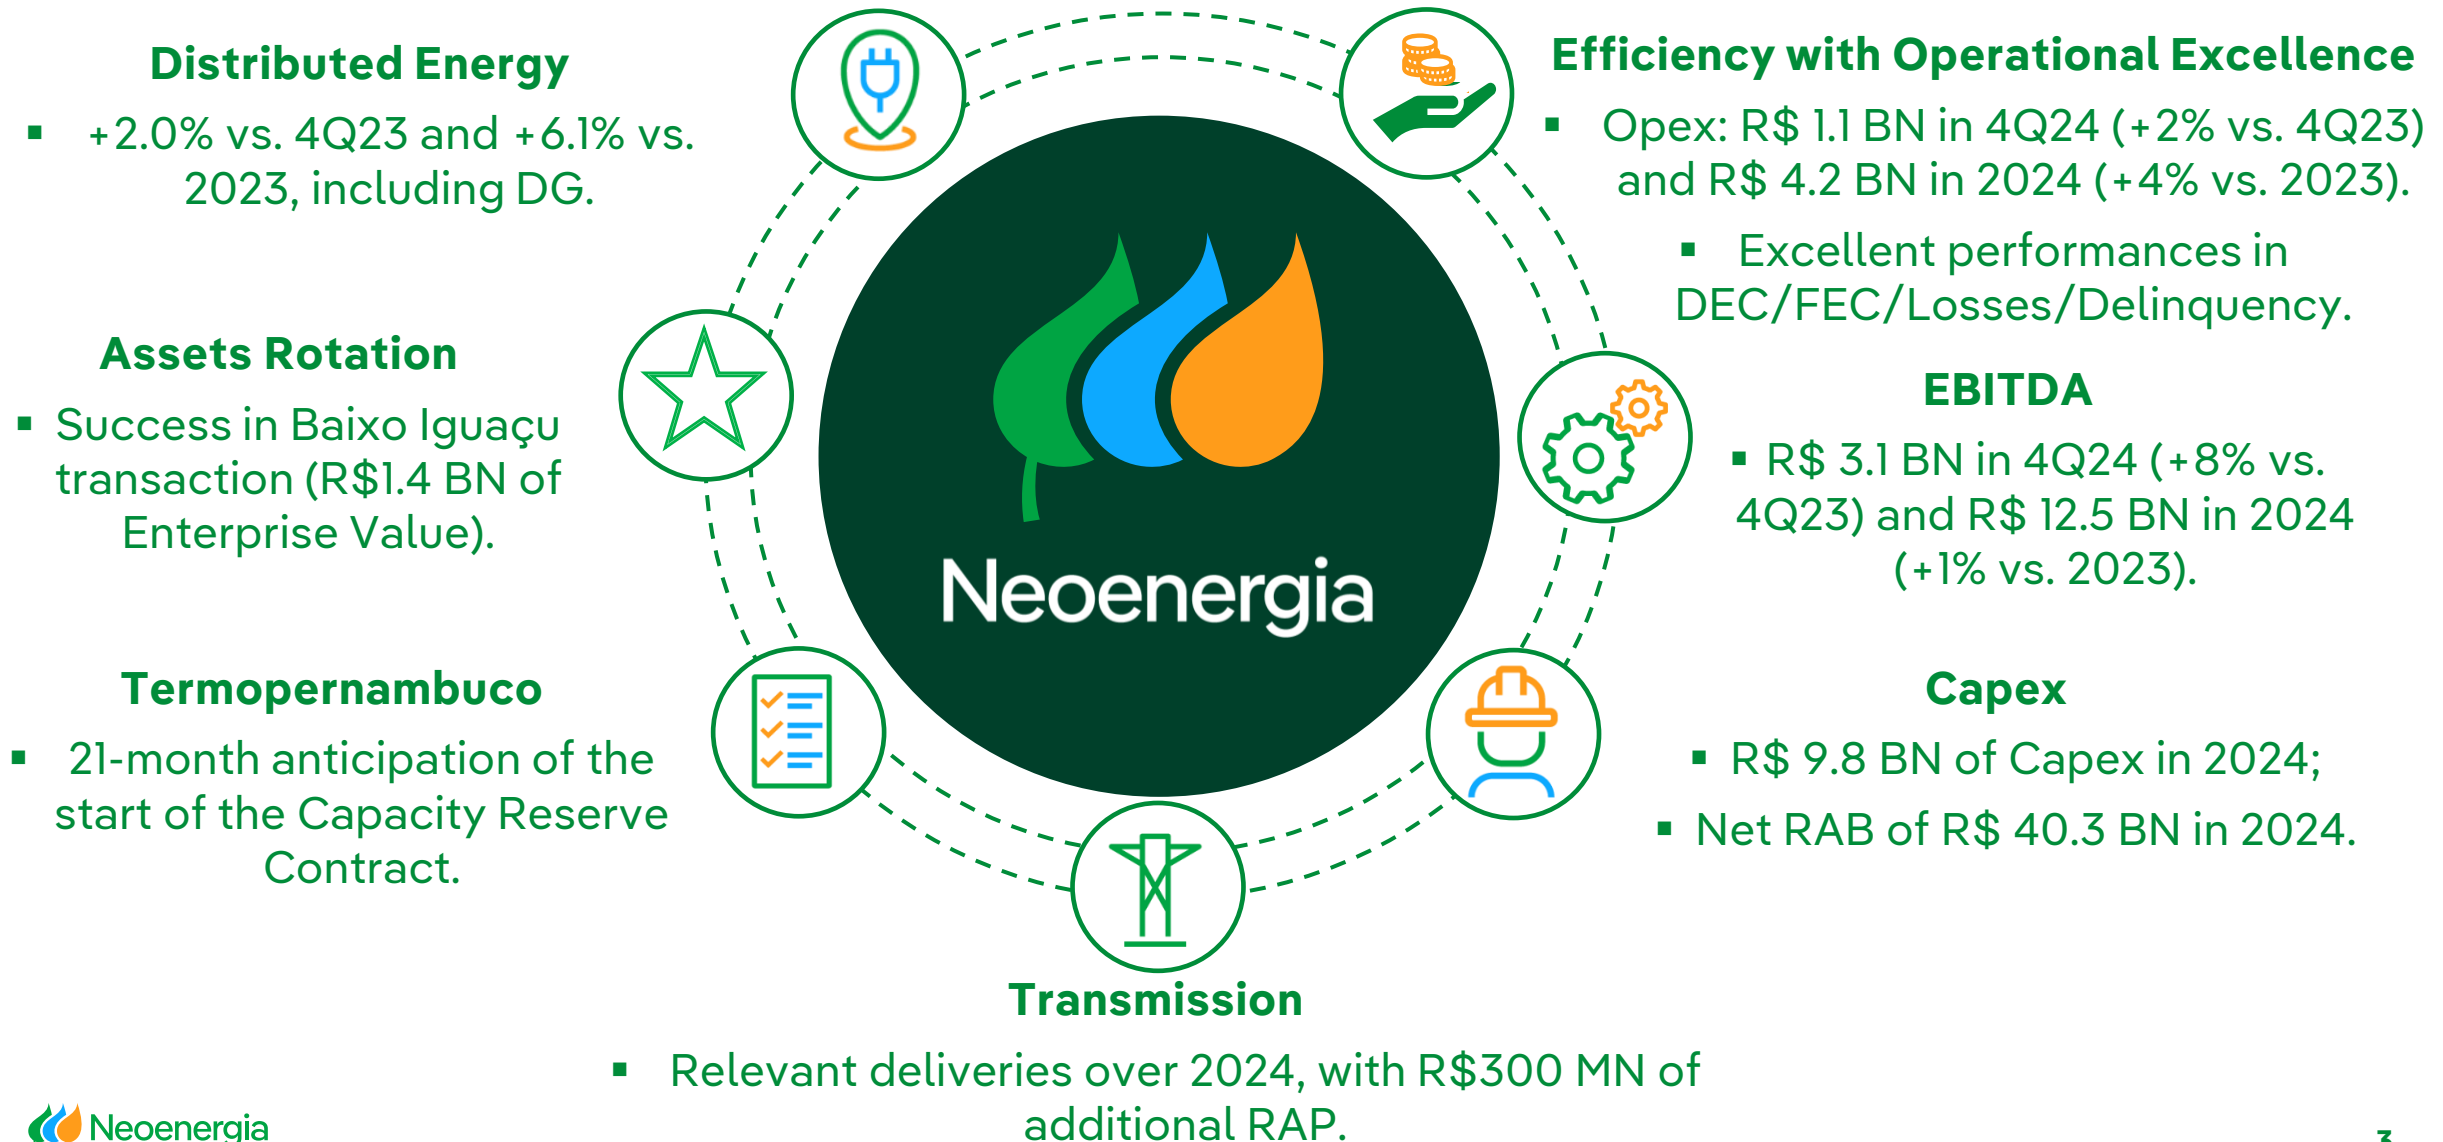 Distributed Energy
▪ +2.0% vs. 4Q23 and +6.1% vs.
2023, including DG.
Assets Rotation
▪ Success in Baixo Iguaçu
transaction (R$1.4 BN of
Enterprise Value).
Termopernambuco
▪ 21-month anticipation of the
start of the Capacity Reserve
Contract.
Neoenergia
Efficiency with Operational Excellence
▪ Opex: R$ 1.1 BN in 4Q24 (+2% vs. 4Q23)
and R$ 4.2 BN in 2024 (+4% vs. 2023).
▪ Excellent performances in
DEC/FEC/Losses/Delinquency.
EBITDA
▪ R$ 3.1 BN in 4Q24 (+8% vs.
4Q23) and R$ 12.5 BN in 2024
(+1% vs. 2023).
Capex
▪ R$ 9.8 BN of Capex in 2024;
▪ Net RAB of R$ 40.3 BN in 2024.
Transmission
▪ Relevant deliveries over 2024, with R$300 MN of
additional RAP.
Neoenergia
3